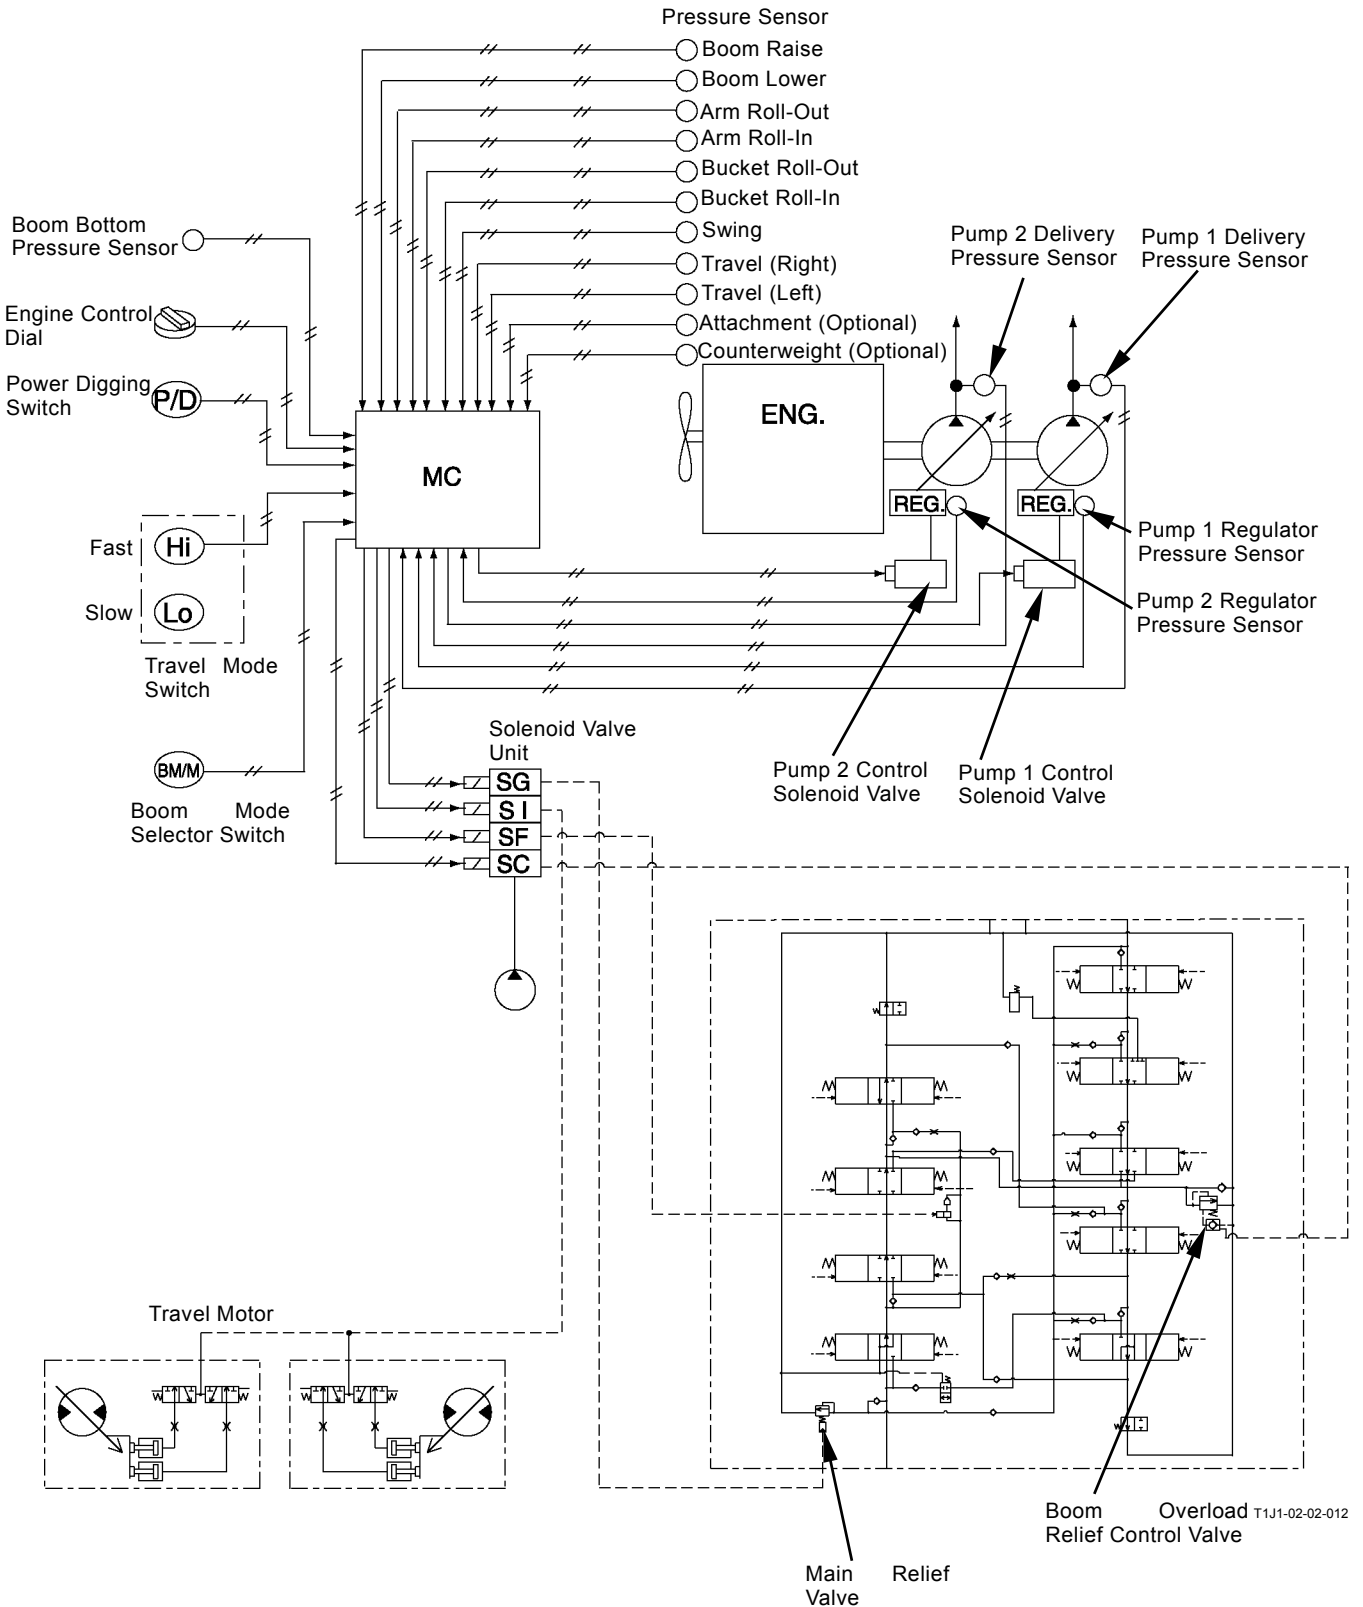 Pressure Sensor
Boom Raise
Boom Lower
Arm Roll-Out
Arm Roll-In
Bucket Roll-Out
Bucket Roll-In
Swing
Travel (Right)
Travel (Left)
Attachment (Optional)
Counterweight (Optional)
Boom Bottom
Pressure Sensor
Engine Control
Dial
Power Digging
Switch
P/D
Fast
Hi
Slow
Lo
Travel Mode
Switch
BM/M
Boom Mode
Selector Switch
MC
ENG.
Pump 2 Delivery
Pressure Sensor
Pump 1 Delivery
Pressure Sensor
REG.
REG.
Pump 1 Regulator
Pressure Sensor
Pump 2 Regulator
Pressure Sensor
Pump 2 Control
Solenoid Valve
Pump 1 Control
Solenoid Valve
Solenoid Valve
Unit
SG
SI
SF
SC
Travel Motor
Boom Overload
Relief Control Valve
T1J1-02-02-012
Main Relief
Valve